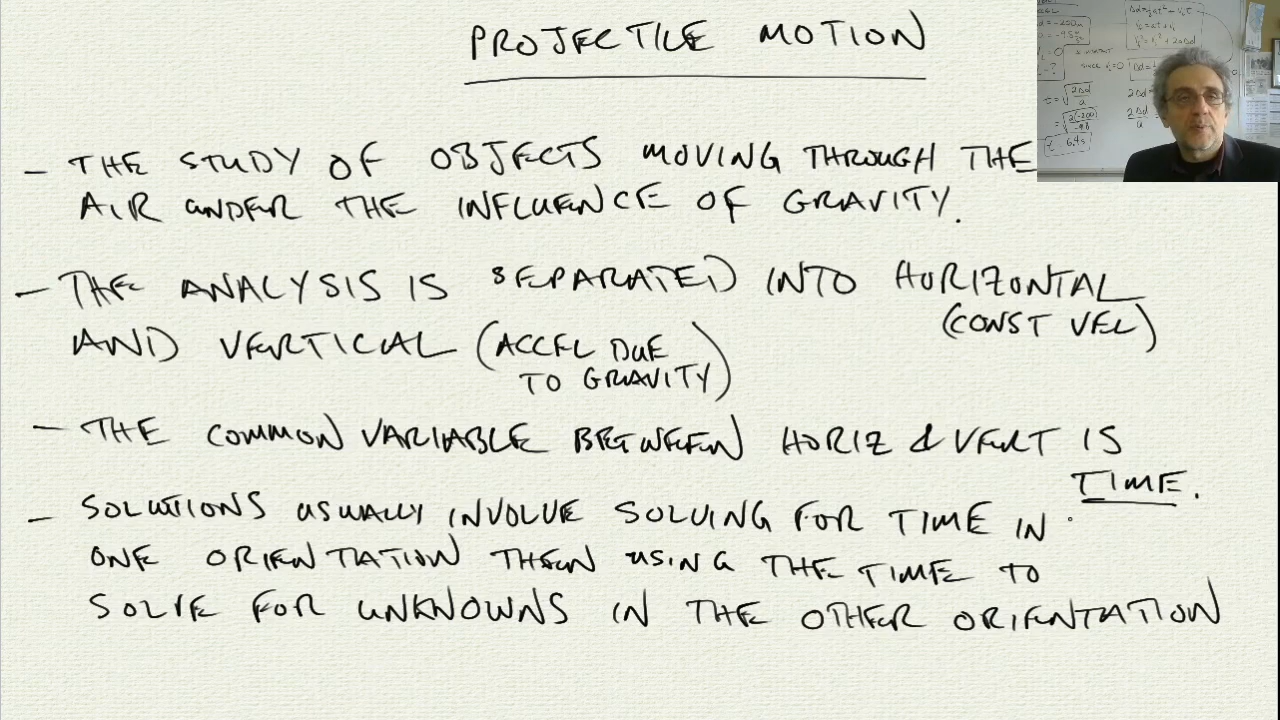 PROJECTILE MOTION
- THE STUDY OF OBJECTS MOVING THROUGH THE
AIR UNDER THE INFLUENCE OF GRAVITY.
- THE ANALYSIS IS SEPARATED INTO HORIZONTAL
(CONST VEL)
AND VERTICAL (ACCEL DUE
TO GRAVITY)
- THE COMMON VARIABLE BETWEEN HORIZ & VERT IS
TIME.
- SOLUTIONS USUALLY INVOLVE SOLVING FOR TIME IN
ONE ORIENTATION THEN USING THE TIME TO
SOLVE FOR UNKNOWNS IN THE OTHER ORIENTATION